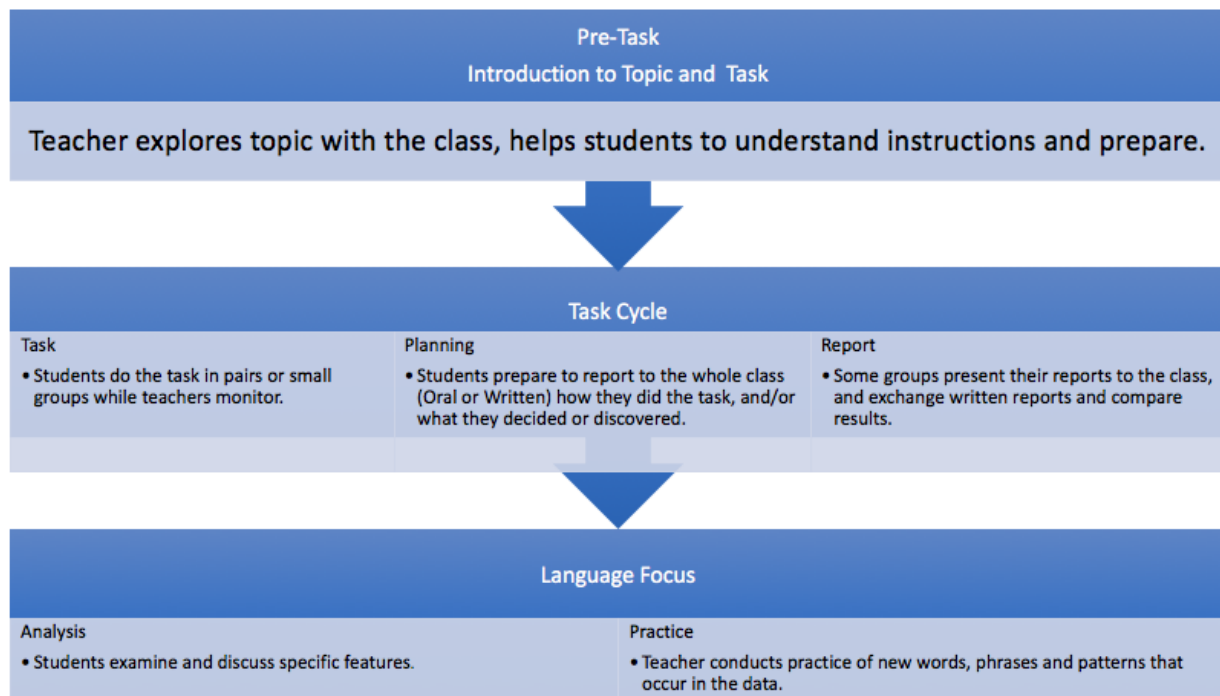 Pre-Task
Introduction to Topic and Task
Teacher explores topic with the class, helps students to understand instructions and prepare.
Task Cycle
Task
• Students do the task in pairs or small
groups while teachers monitor.
Planning
• Students prepare to report to the whole class
(Oral or Written) how they did the task, and/or
what they decided or discovered.
Report
• Some groups present their reports to the class,
and exchange written reports and compare
results.
Language Focus
Analysis
• Students examine and discuss specific features.
Practice
• Teacher conducts practice of new words, phrases and patterns that
occur in the data.